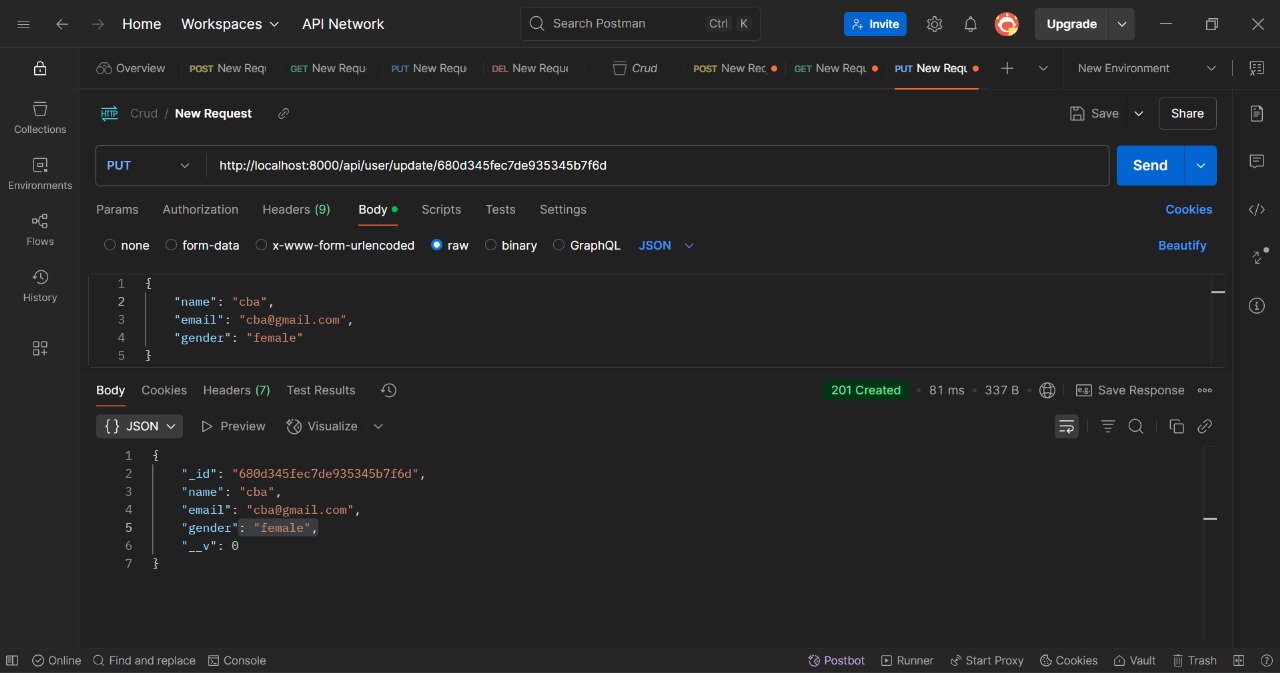 Home Workspaces API Network Search Postman Ctrl K Invite Upgrade
Overview POST New Requ GET New Reque PUT New Requ DEL New Reque Crud POST New Rec GET New Requ PUT New Requ New Environment
Crud / New Request Save Share
PUT http://localhost:8000/api/user/update/680d345fec7de935345b7f6d Send
Params Authorization Headers (9) Body Scripts Tests Settings Cookies
none form-data x-www-form-urlencoded raw binary GraphQL JSON Beautify
1 {
2 "name": "cba",
3 "email": "cba@gmail.com",
4 "gender": "female"
5 }
Body Cookies Headers (7) Test Results 201 Created 81 ms 337 B e.g. Save Response
{} JSON Preview Visualize
1 {
2 "_id": "680d345fec7de935345b7f6d",
3 "name": "cba",
4 "email": "cba@gmail.com",
5 "gender": "female",
6 "__v": 0
7 }
Collections
Environments
Flows
History
Online Find and replace Console Postbot Runner Start Proxy Cookies Vault Trash